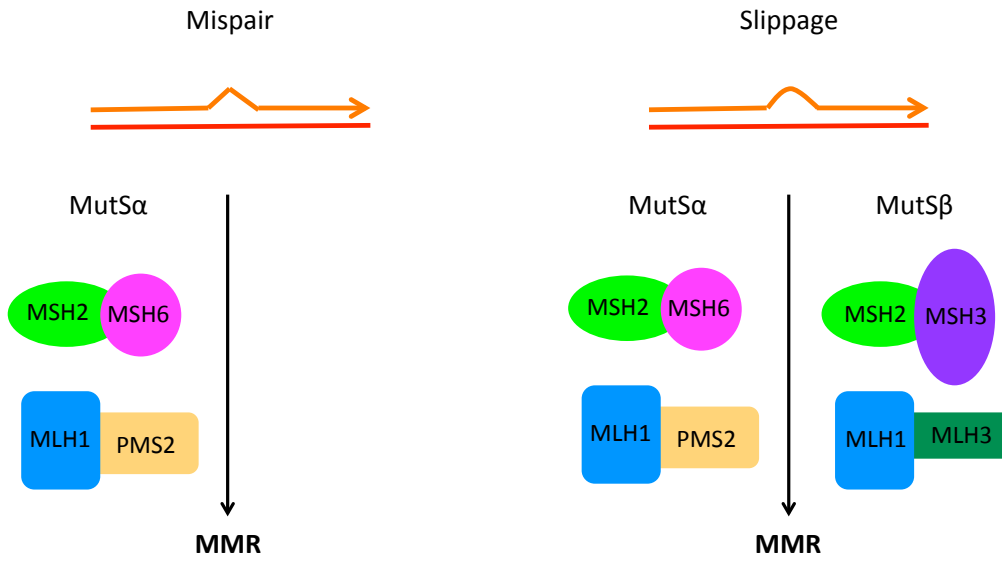 Mispair
Slippage
MutSα
MutSα
MutSβ
MSH2
MSH6
MSH2
MSH6
MSH2
MSH3
MLH1
PMS2
MLH1
PMS2
MLH1
MLH3
MMR
MMR